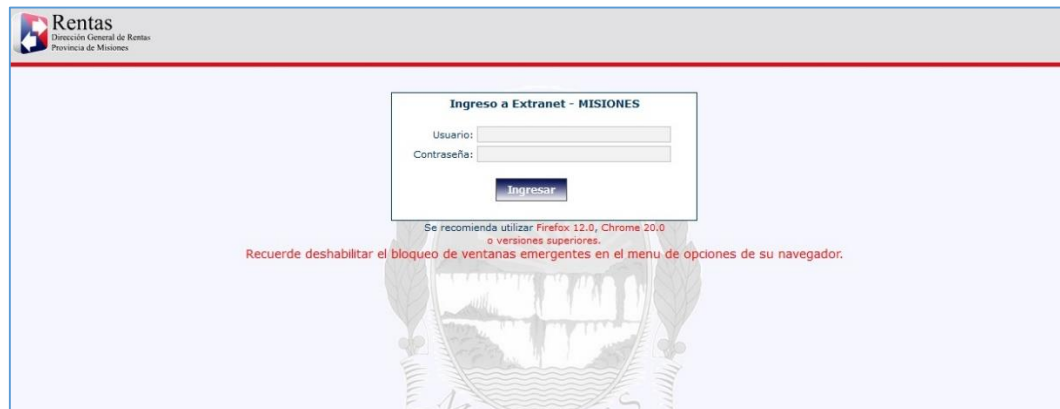 Rentas
Dirección General de Rentas
Provincia de Misiones
Ingreso a Extranet - MISIONES
Usuario:
Contraseña:
Ingresar
Se recomienda utilizar Firefox 12.0, Chrome 20.0
o versiones superiores.
Recuerde deshabilitar el bloqueo de ventanas emergentes en el menu de opciones de su navegador.